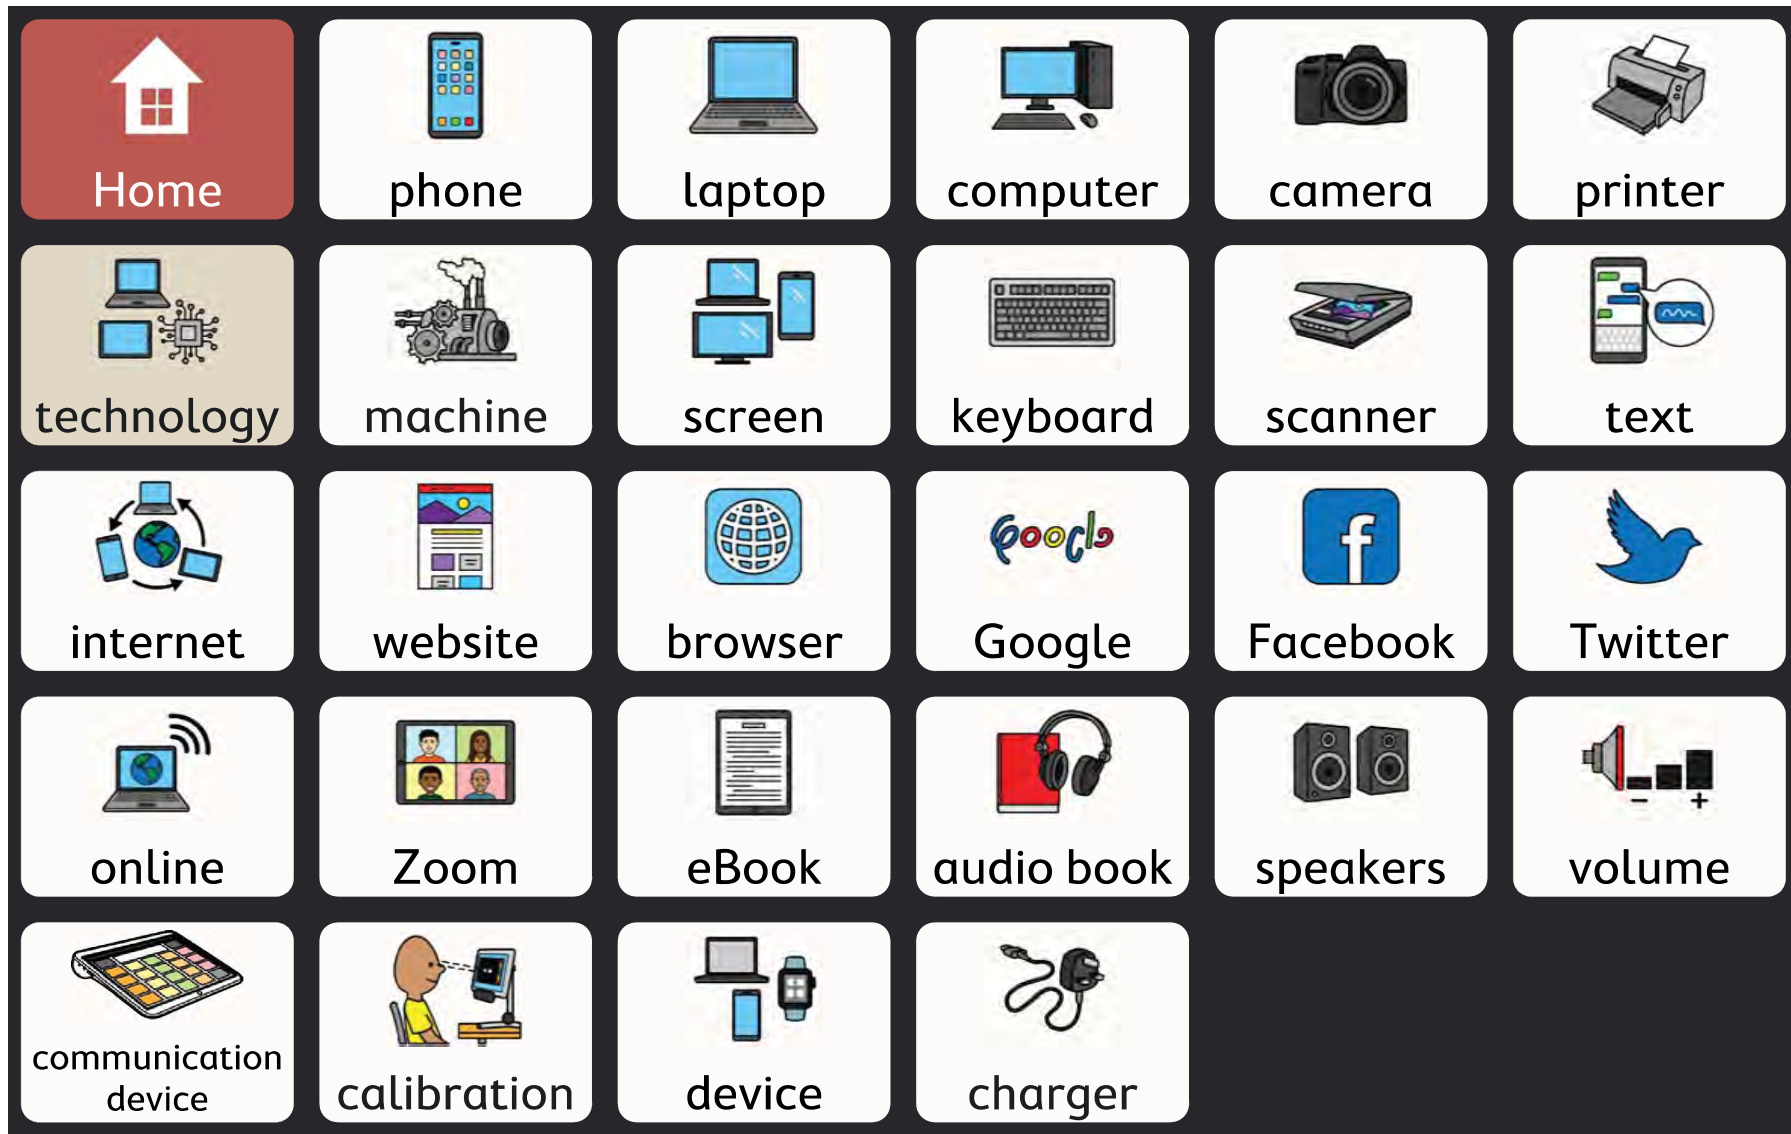 Home
phone
laptop
computer
camera
printer
technology
machine
screen
keyboard
scanner
text
internet
website
browser
Google
Facebook
Twitter
online
Zoom
eBook
audio book
speakers
volume
communication
device
calibration
device
charger